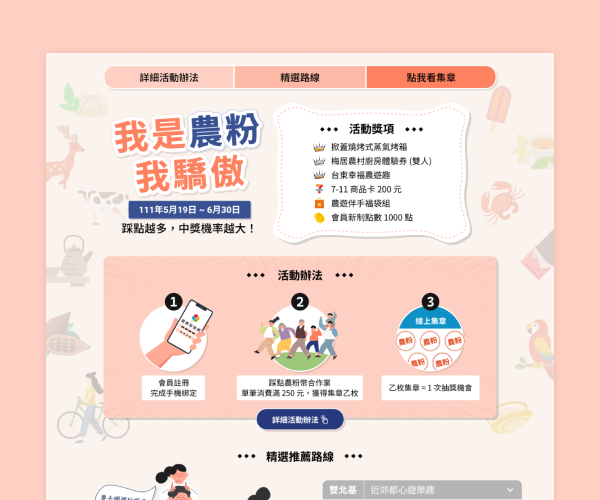 詳細活動辦法
精選路線
點我看集章
我是農粉
我驕傲
111年5月19日 ~ 6月30日
踩點越多，中獎機率越大！
活動獎項
掀蓋燒烤式蒸氣烤箱
梅居農村廚房體驗券 (雙人)
台東幸福農遊趣
7-11 商品卡 200 元
農遊伴手福袋組
會員新制點數 1000 點
活動辦法
1
會員註冊
完成手機綁定
2
踩點農粉幣合作業
單筆消費滿 250 元，獲得集章乙枚
3
線上集章
農粉 農粉 農粉
農粉 農粉
乙枚集章 = 1 次抽獎機會
詳細活動辦法
精選推薦路線
雙北基 近郊都心遊樂趣